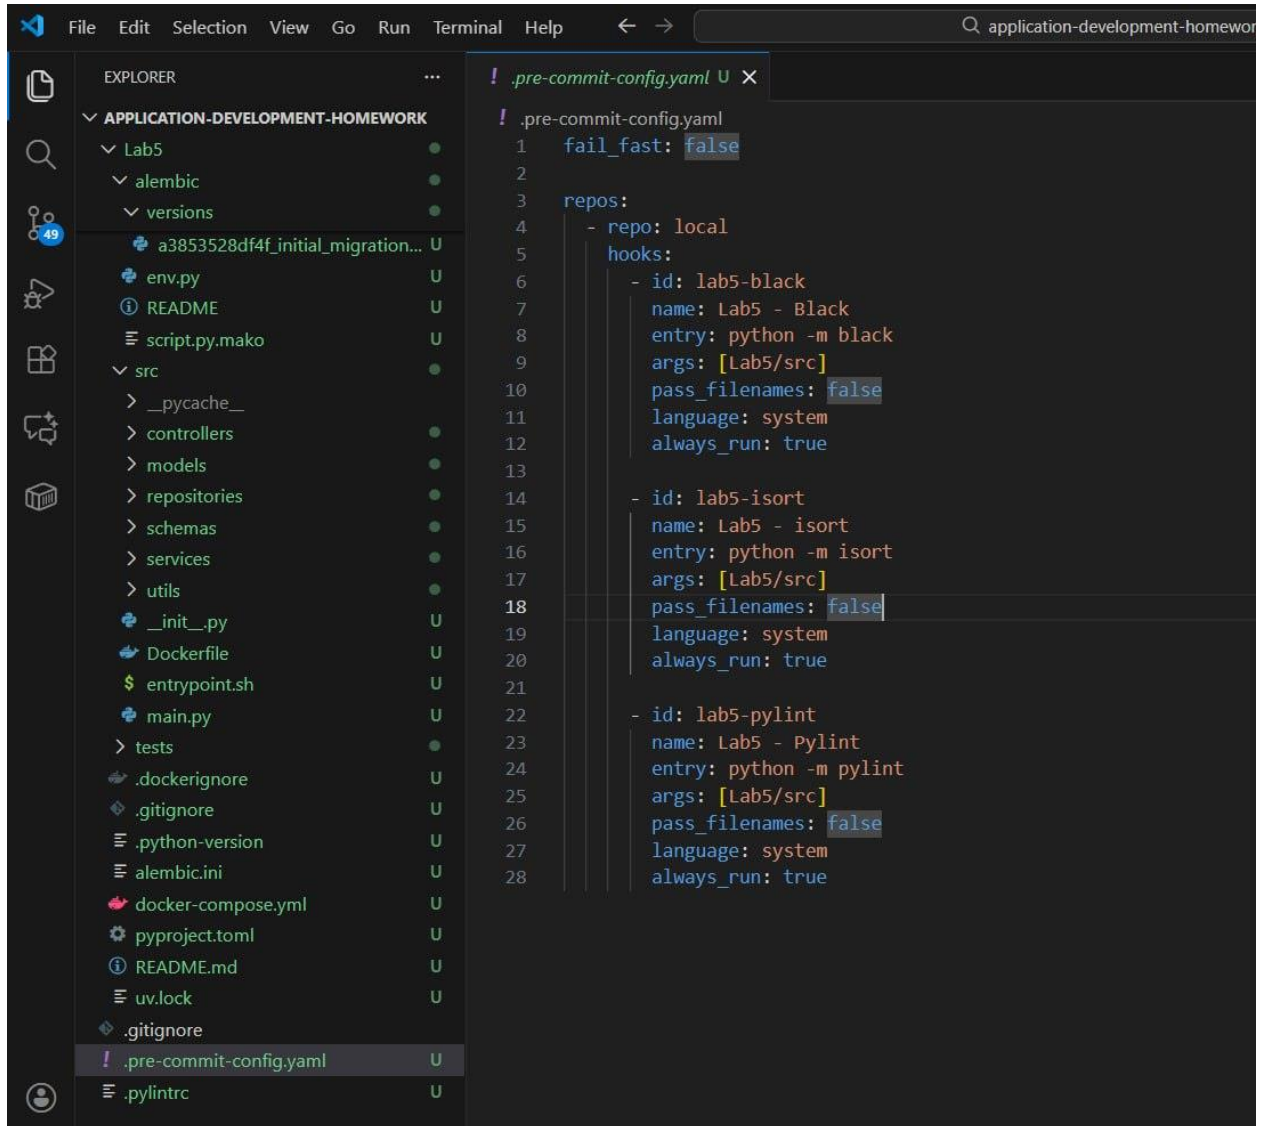 File Edit Selection View Go Run Terminal Help
application-development-homewor
EXPLORER
APPLICATION-DEVELOPMENT-HOMEWORK
Lab5
alembic
versions
a3853528df4f_initial_migration... U
env.py U
README U
script.py.mako U
src
__pycache__
controllers
models
repositories
schemas
services
utils
__init__.py U
Dockerfile U
entrypoint.sh U
main.py U
tests
.dockerignore U
.gitignore U
.python-version U
alembic.ini U
docker-compose.yml U
pyproject.toml U
README.md U
uv.lock U
.gitignore
.pre-commit-config.yaml U
.pylintrc U
49
.pre-commit-config.yaml U
.pre-commit-config.yaml
1 fail_fast: false
2
3 repos:
4 - repo: local
5 hooks:
6 - id: lab5-black
7 name: Lab5 - Black
8 entry: python -m black
9 args: [Lab5/src]
10 pass_filenames: false
11 language: system
12 always_run: true
13
14 - id: lab5-isort
15 name: Lab5 - isort
16 entry: python -m isort
17 args: [Lab5/src]
18 pass_filenames: false
19 language: system
20 always_run: true
21
22 - id: lab5-pylint
23 name: Lab5 - Pylint
24 entry: python -m pylint
25 args: [Lab5/src]
26 pass_filenames: false
27 language: system
28 always_run: true